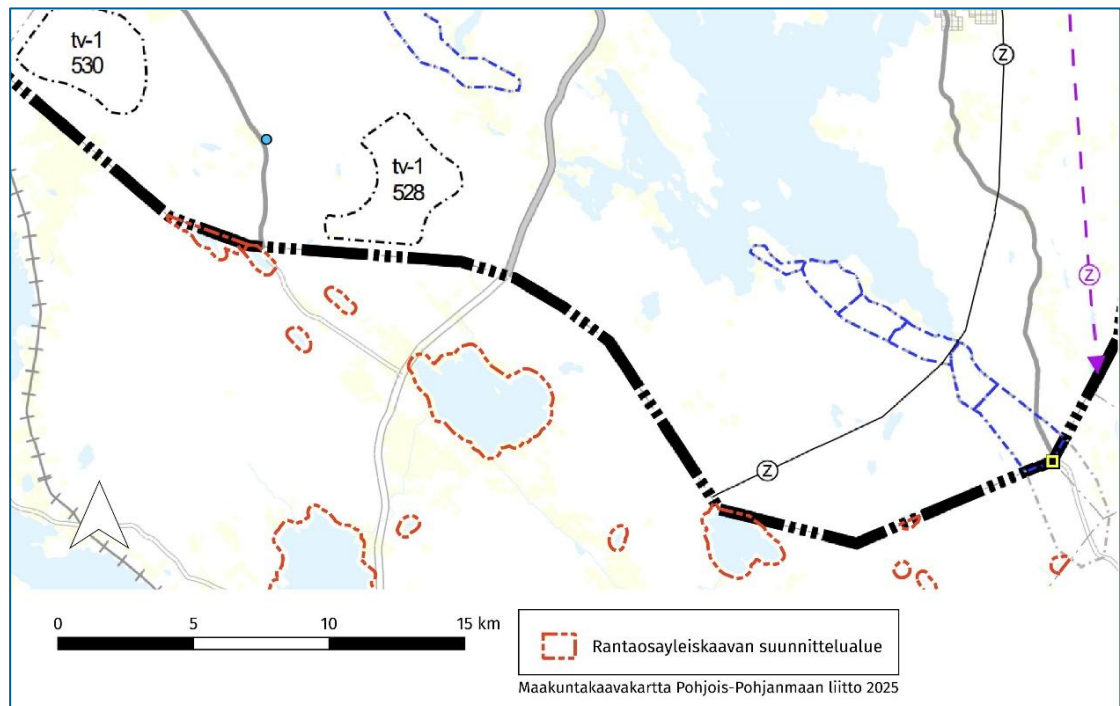 tv-1
530
Z
tv-1
528
Z
Z
0 5 10 15 km
Rantaosayleiskaavan suunnittelualue
Maakuntakaavakartta Pohjois-Pohjanmaan liitto 2025